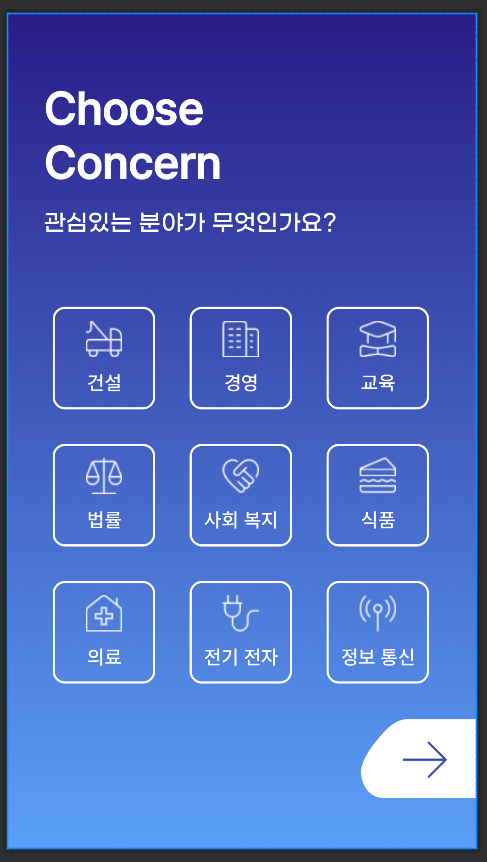 Choose
Concern
관심있는 분야가 무엇인가요?
건설 경영 교육
법률 사회 복지 식품
의료 전기 전자 정보 통신